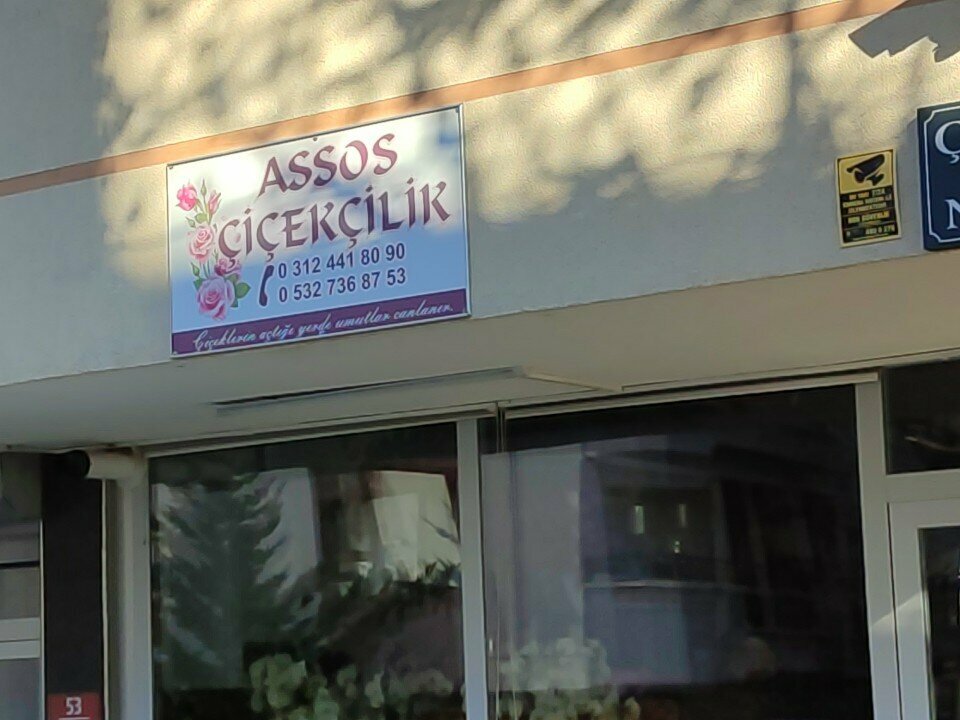 ASSOS
ÇİÇEKÇİLİK
0 312 441 80 90
0 532 736 87 53
Çiçeklerin açtığı yerde umutlar canlanır.
53